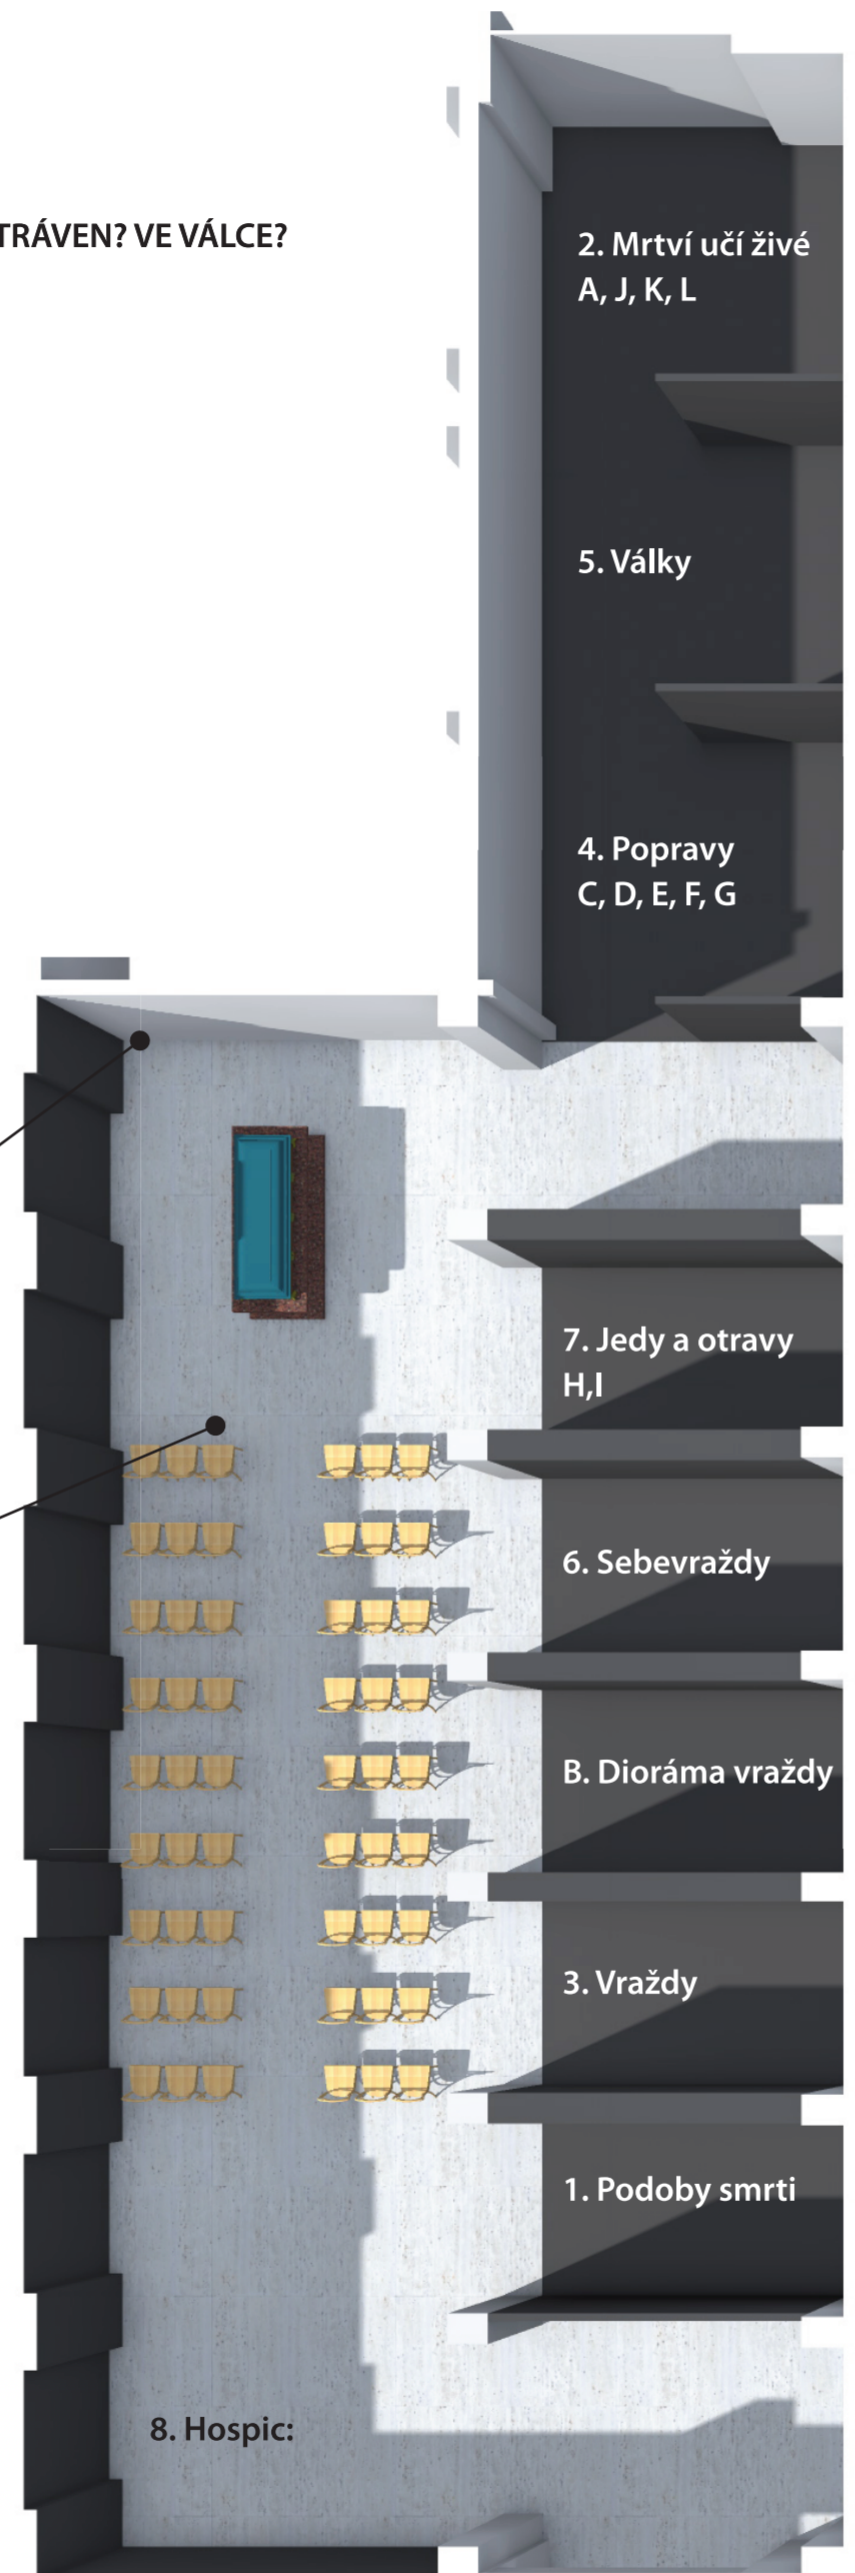 TRÁVEN? VE VÁLCE?
2. Mrtví učí živé
A, J, K, L
5. Války
4. Popravy
C, D, E, F, G
7. Jedy a otravy
H,I
6. Sebevraždy
B. Dioráma vraždy
3. Vraždy
1. Podoby smrti
8. Hospic: